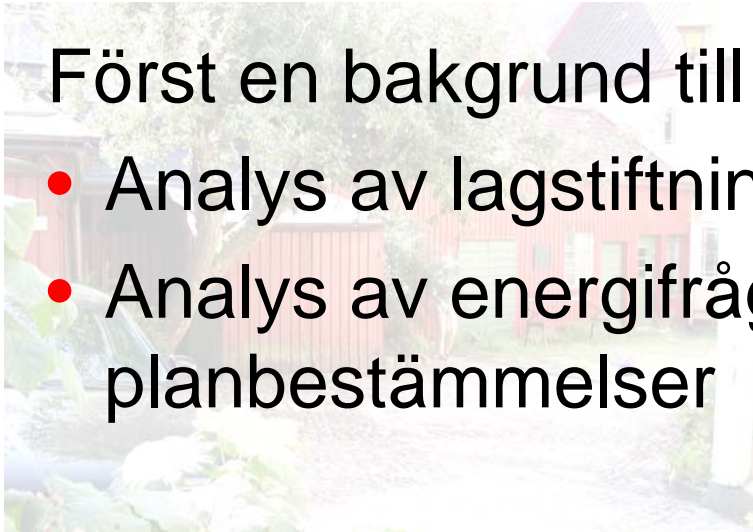 Först en bakgrund till
• Analys av lagstiftnin
• Analys av energifråg
planbestämmelser